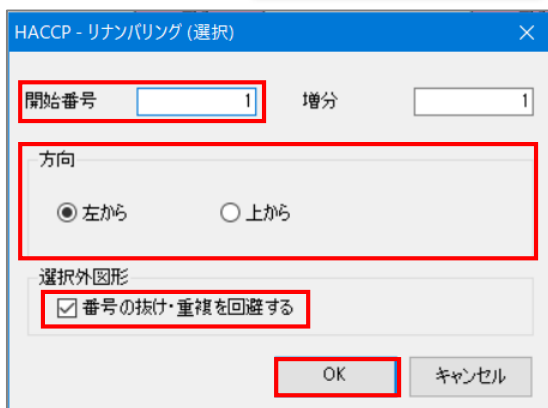 HACCP - リナンバリング (選択)
開始番号 1 増分 1
方向
左から 上から
選択外図形
番号の抜け・重複を回避する
OK キャンセル